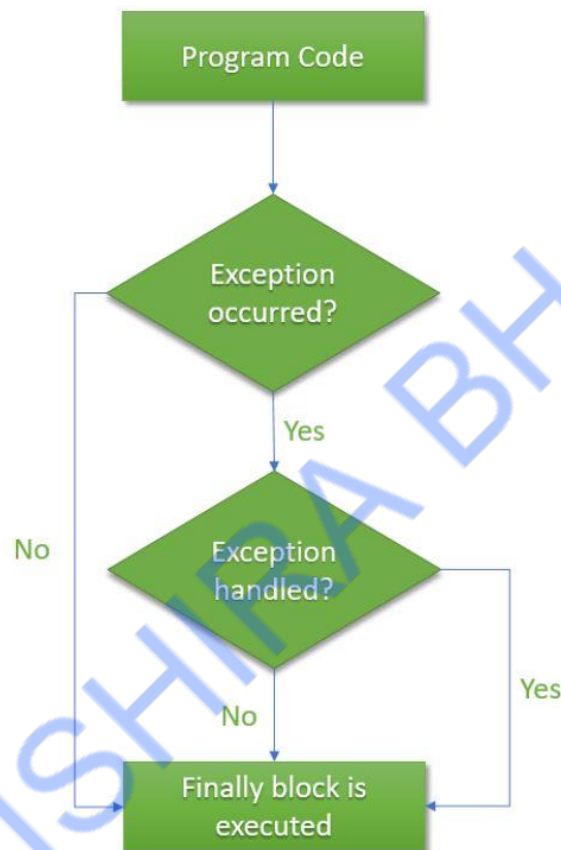 Program Code
Exception
occurred?
Yes
No
Exception
handled?
No
Yes
Finally block is
executed